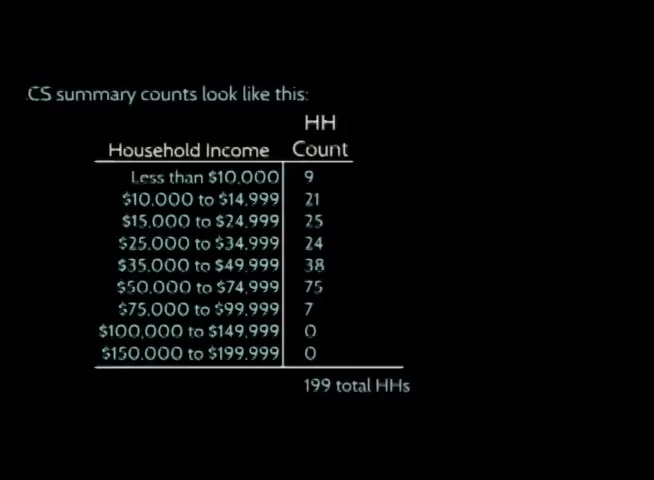 CS summary counts look like this:
HH
Household Income Count
Less than $10,000 9
$10,000 to $14,999 21
$15,000 to $24,999 25
$25,000 to $34,999 24
$35,000 to $49,999 38
$50,000 to $74,999 75
$75,000 to $99,999 7
$100,000 to $149,999 0
$150,000 to $199,999 0
199 total HHs